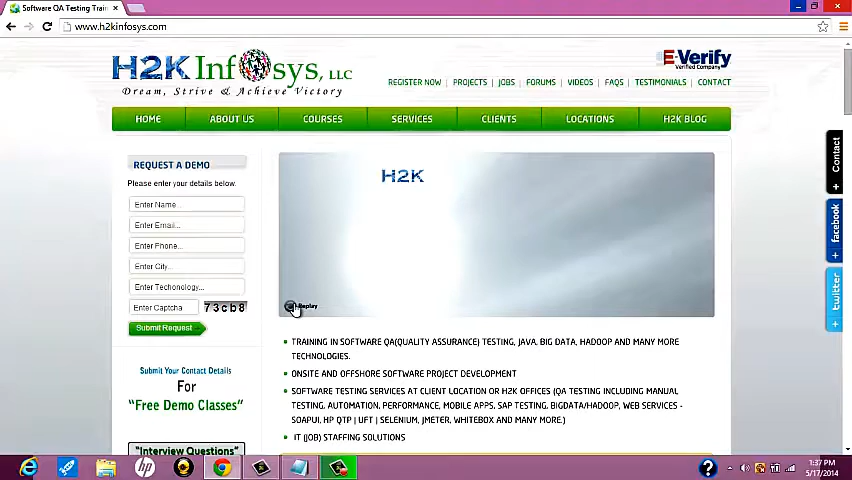 Software QA Testing Train
www.h2kinfosys.com
H2K Infosys, LLC
Dream, Strive & Achieve Victory
E-Verify
Verified Company
REGISTER NOW | PROJECTS | JOBS | FORUMS | VIDEOS | FAQS | TESTIMONIALS | CONTACT
HOME ABOUT US COURSES SERVICES CLIENTS LOCATIONS H2K BLOG
REQUEST A DEMO
Please enter your details below.
Enter Name...
Enter Email...
Enter Phone...
Enter City...
Enter Techonology...
Enter Captcha 73cb8
Submit Request
Submit Your Contact Details
For
“Free Demo Classes”
“Interview Questions”
H2K
Replay
TRAINING IN SOFTWARE QA(QUALITY ASSURANCE) TESTING, JAVA. BIG DATA, HADOOP AND MANY MORE
TECHNOLOGIES.
ONSITE AND OFFSHORE SOFTWARE PROJECT DEVELOPMENT
SOFTWARE TESTING SERVICES AT CLIENT LOCATION OR H2K OFFICES (QA TESTING INCLUDING MANUAL
TESTING, AUTOMATION, PERFORMANCE, MOBILE APPS, SAP TESTING, BIGDATA/HADOOP, WEB SERVICES -
SOAPUI, HP QTP | UFT | SELENIUM, JMETER, WHITEBOX AND MANY MORE.)
IT (JOB) STAFFING SOLUTIONS
Contact
facebook
twitter
hp
1:37 PM
5/17/2014